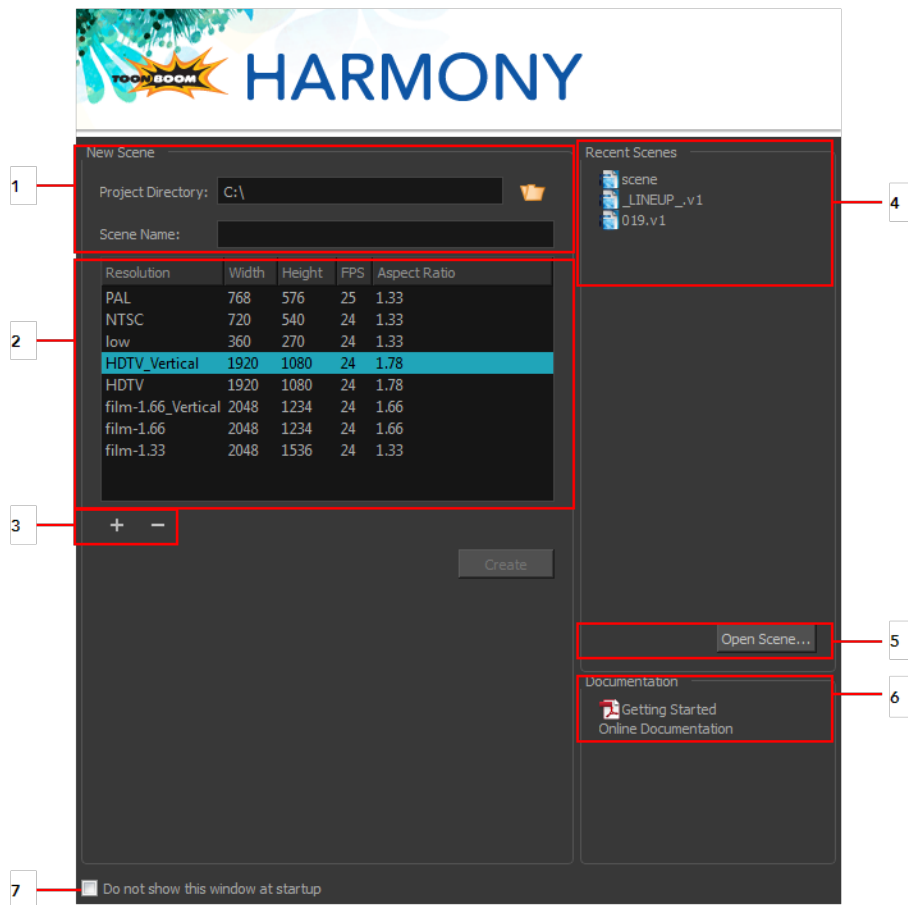 TOON BOOM HARMONY
New Scene
1
Project Directory: C:\
Scene Name:
2
Resolution Width Height FPS Aspect Ratio
PAL 768 576 25 1.33
NTSC 720 540 24 1.33
low 360 270 24 1.33
HDTV_Vertical 1920 1080 24 1.78
HDTV 1920 1080 24 1.78
film-1.66_Vertical 2048 1234 24 1.66
film-1.66 2048 1234 24 1.66
film-1.33 2048 1536 24 1.33
3
+ −
Create
Recent Scenes
scene
_LINEUP_.v1
019.v1
4
Open Scene...
5
Documentation
6
Getting Started
Online Documentation
7
Do not show this window at startup